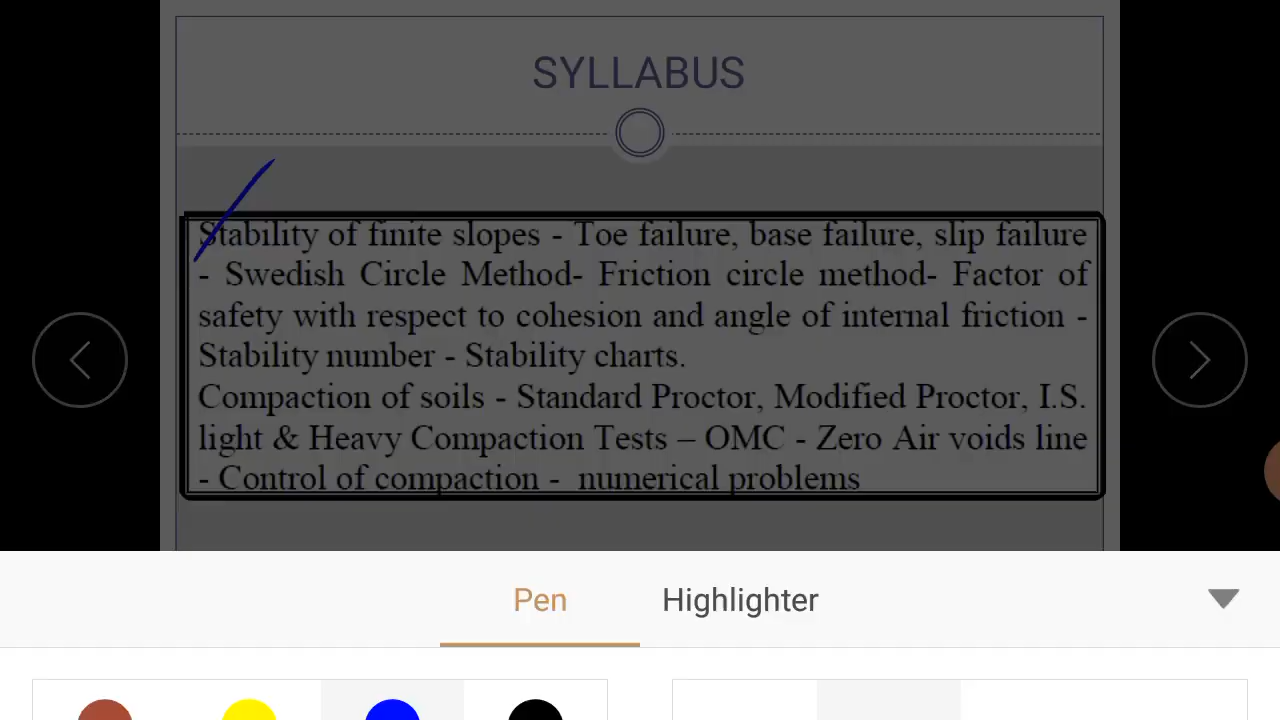 SYLLABUS
Stability of finite slopes - Toe failure, base failure, slip failure
- Swedish Circle Method- Friction circle method- Factor of
safety with respect to cohesion and angle of internal friction -
Stability number - Stability charts.
Compaction of soils - Standard Proctor, Modified Proctor, I.S.
light & Heavy Compaction Tests – OMC - Zero Air voids line
- Control of compaction - numerical problems
Pen Highlighter